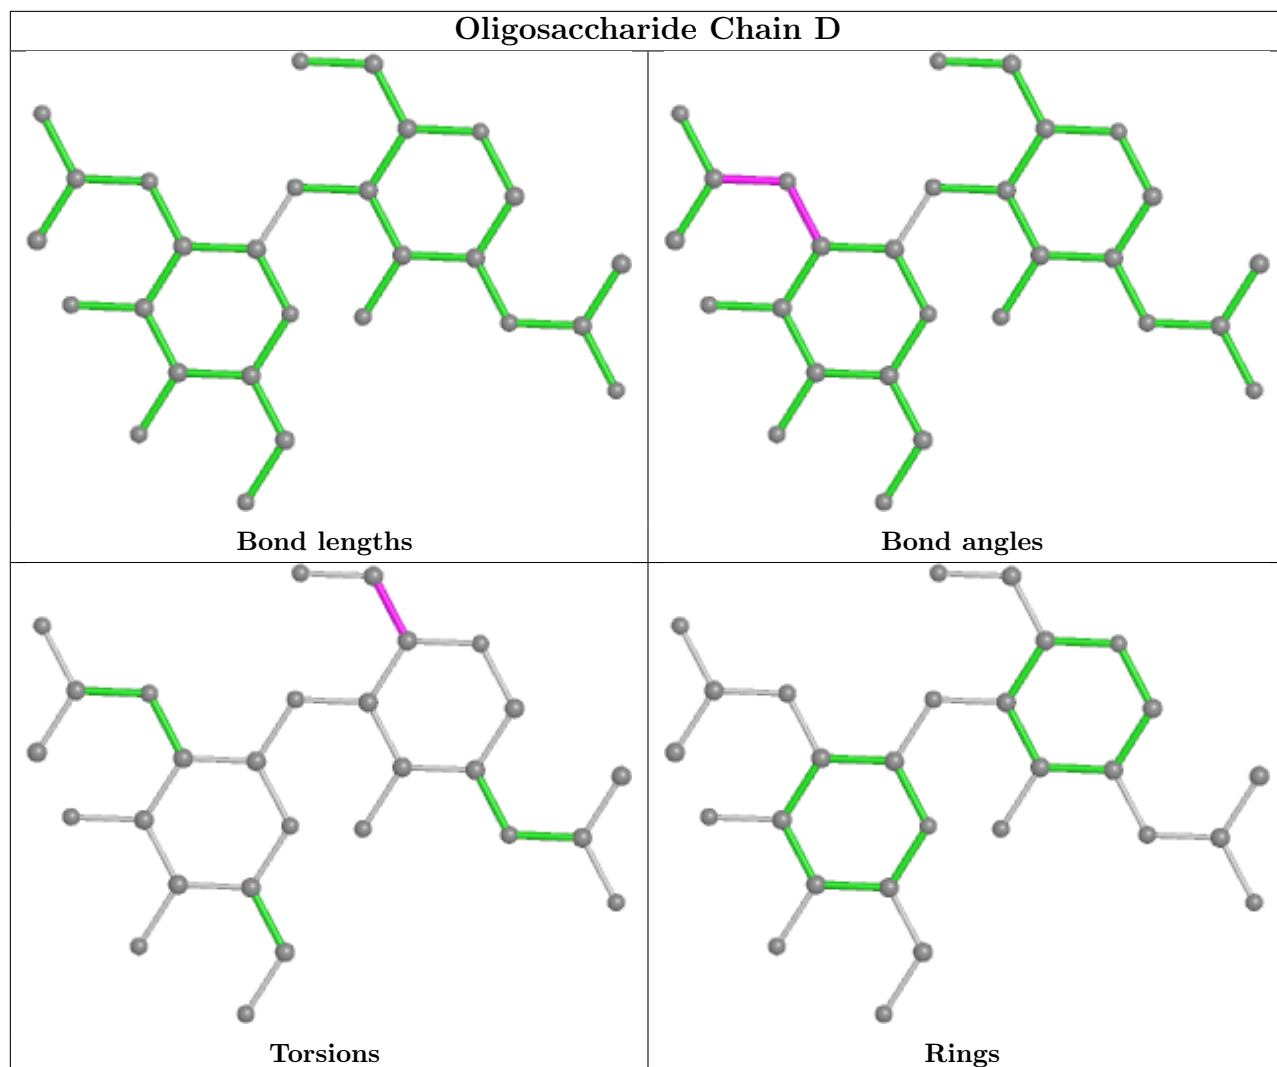 Oligosaccharide Chain D
Bond lengths
Bond angles
Torsions
Rings